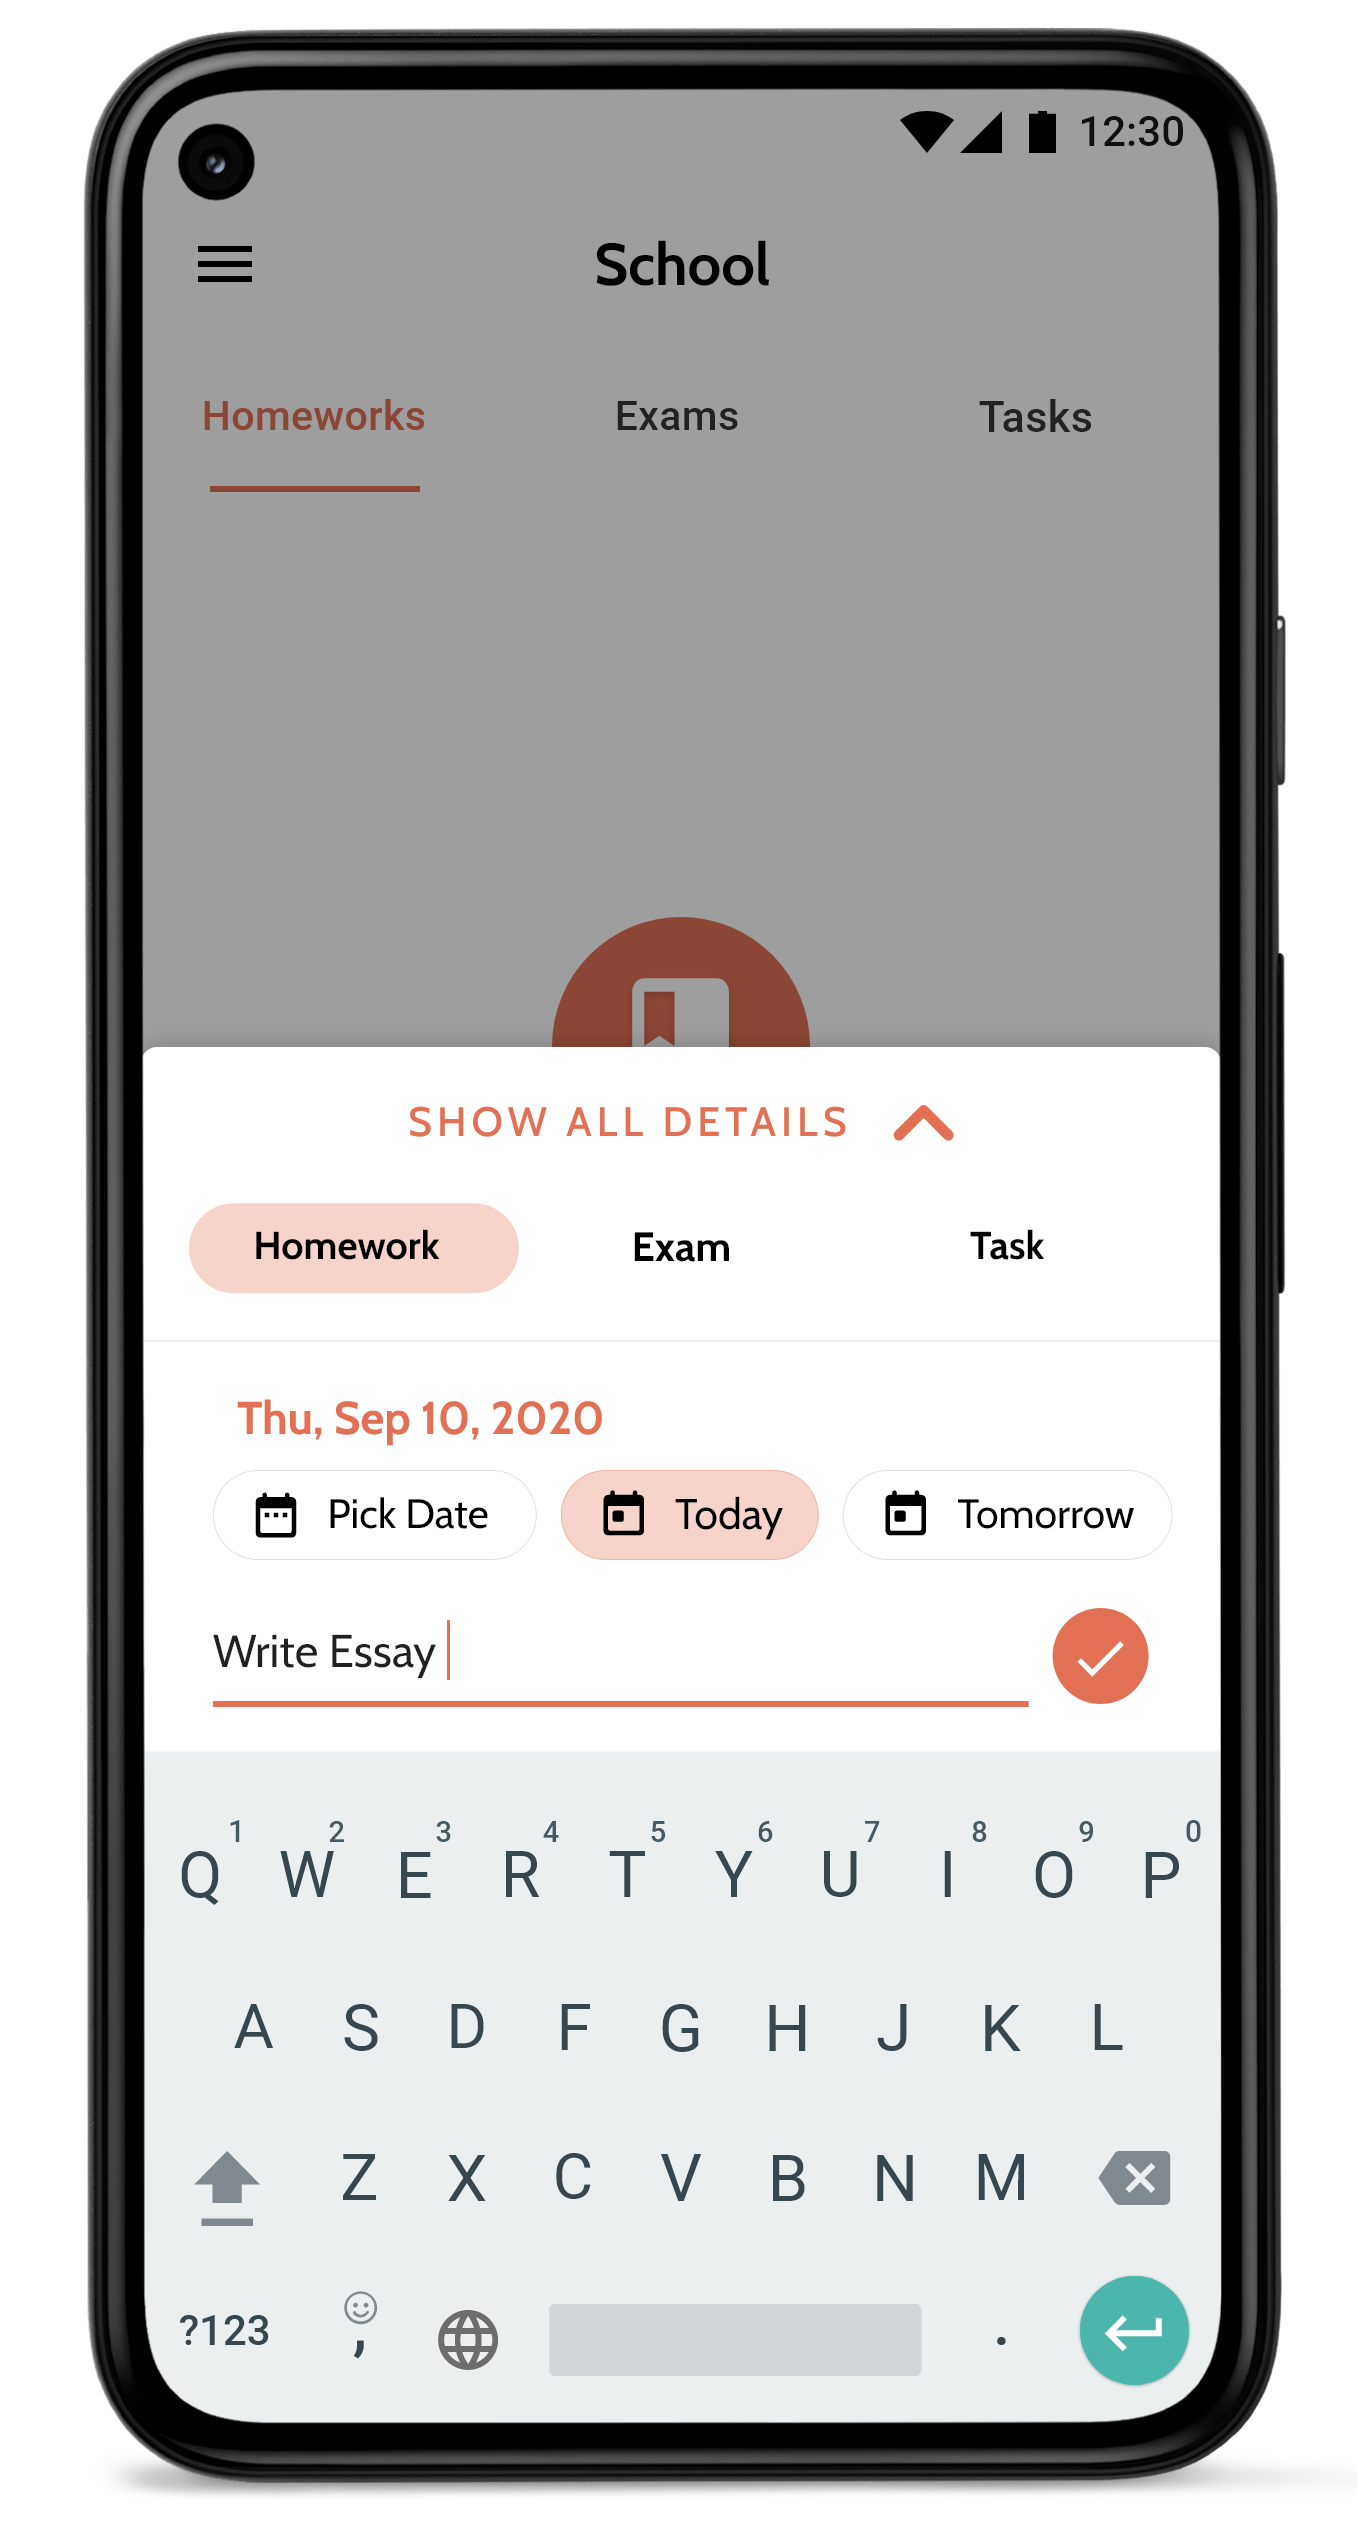 12:30
School
Homeworks Exams Tasks
SHOW ALL DETAILS
Homework Exam Task
Thu, Sep 10, 2020
Pick Date Today Tomorrow
Write Essay
1 2 3 4 5 6 7 8 9 0
Q W E R T Y U I O P
A S D F G H J K L
Z X C V B N M
?123 , .